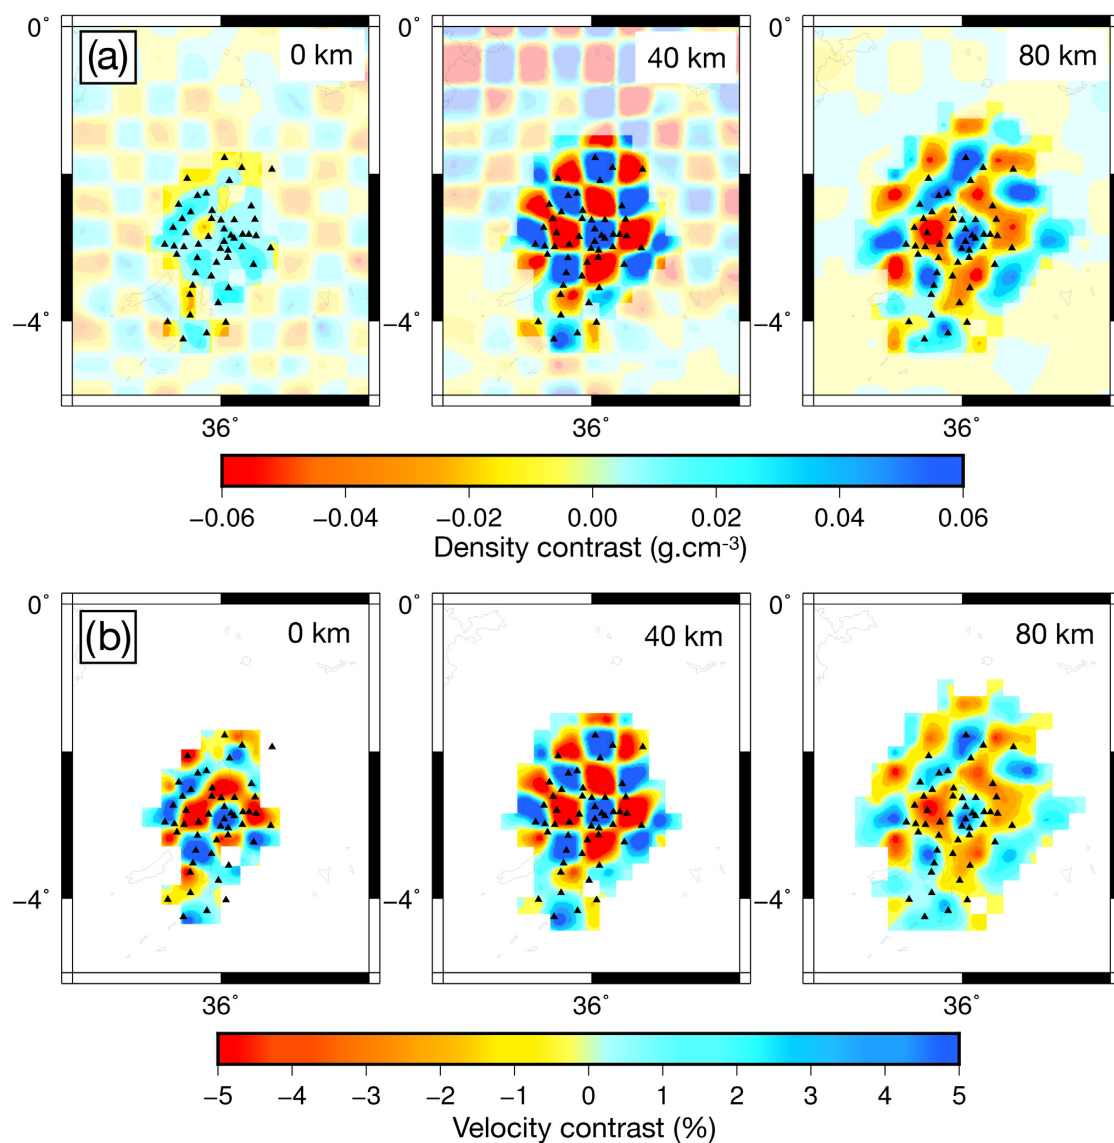 (a)
0 km
40 km
80 km
0˚
0˚
0˚
−4˚
−4˚
−4˚
36˚
36˚
36˚
−0.06 −0.04 −0.02 0.00 0.02 0.04 0.06
Density contrast (g.cm-3)
(b)
0 km
40 km
80 km
0˚
0˚
0˚
−4˚
−4˚
−4˚
36˚
36˚
36˚
−5 −4 −3 −2 −1 0 1 2 3 4 5
Velocity contrast (%)